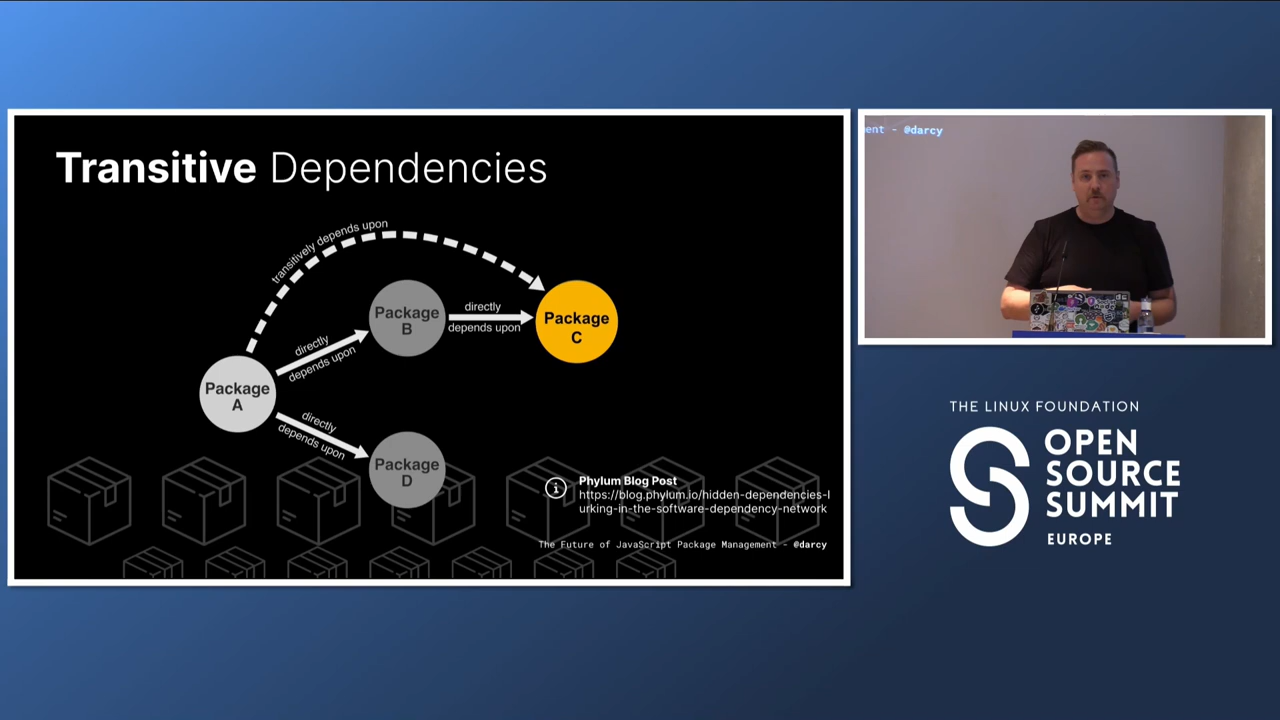 Transitive Dependencies
transitively depends upon
Package
B
directly
depends upon
Package
C
directly
depends upon
Package
A
directly
depends upon
Package
D
Phylum Blog Post
https://blog.phylum.io/hidden-dependencies-l
urking-in-the-software-dependency-network
The Future of JavaScript Package Management - @darcy
ent - @darcy
THE LINUX FOUNDATION
OPEN
SOURCE
SUMMIT
EUROPE